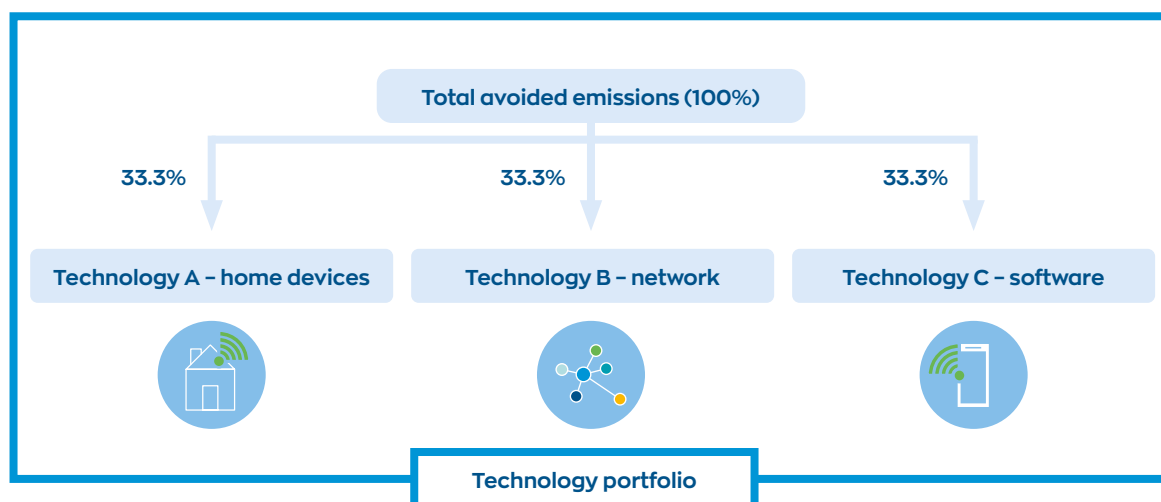 Total avoided emissions (100%)
33.3%
33.3%
33.3%
Technology A – home devices
Technology B – network
Technology C – software
Technology portfolio